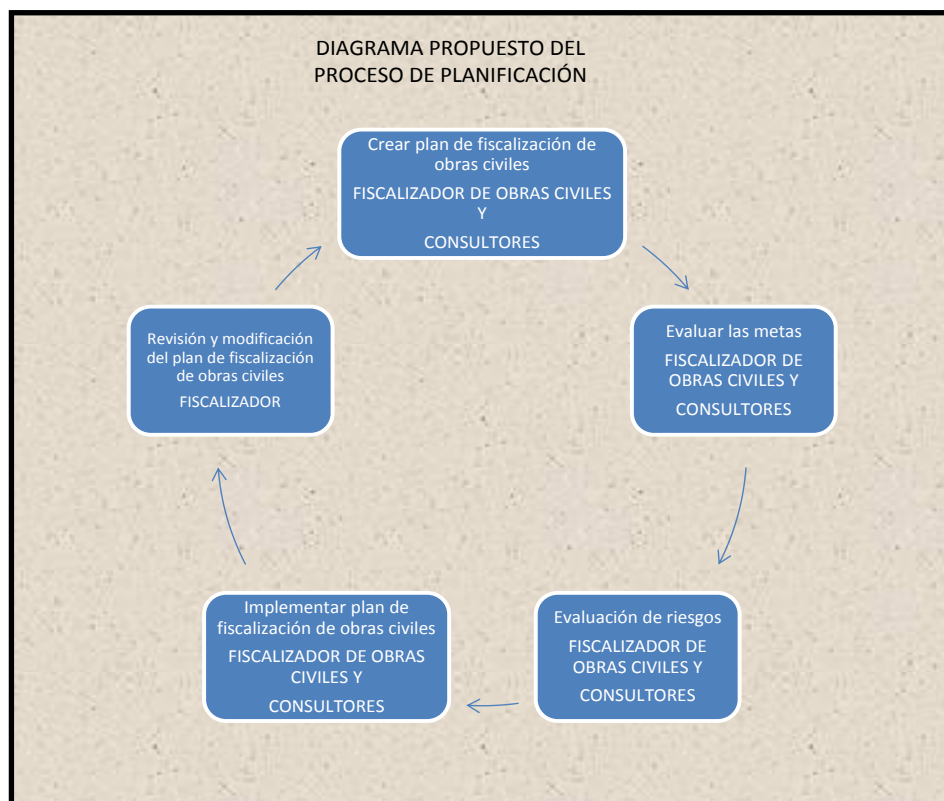 DIAGRAMA PROPUESTO DEL
PROCESO DE PLANIFICACIÓN
Crear plan de fiscalización de
obras civiles
FISCALIZADOR DE OBRAS CIVILES
Y
CONSULTORES
Evaluar las metas
FISCALIZADOR DE
OBRAS CIVILES Y
CONSULTORES
Evaluación de riesgos
FISCALIZADOR DE
OBRAS CIVILES Y
CONSULTORES
Implementar plan de
fiscalización de obras civiles
FISCALIZADOR DE OBRAS
CIVILES Y
CONSULTORES
Revisión y modificación
del plan de fiscalización
de obras civiles
FISCALIZADOR